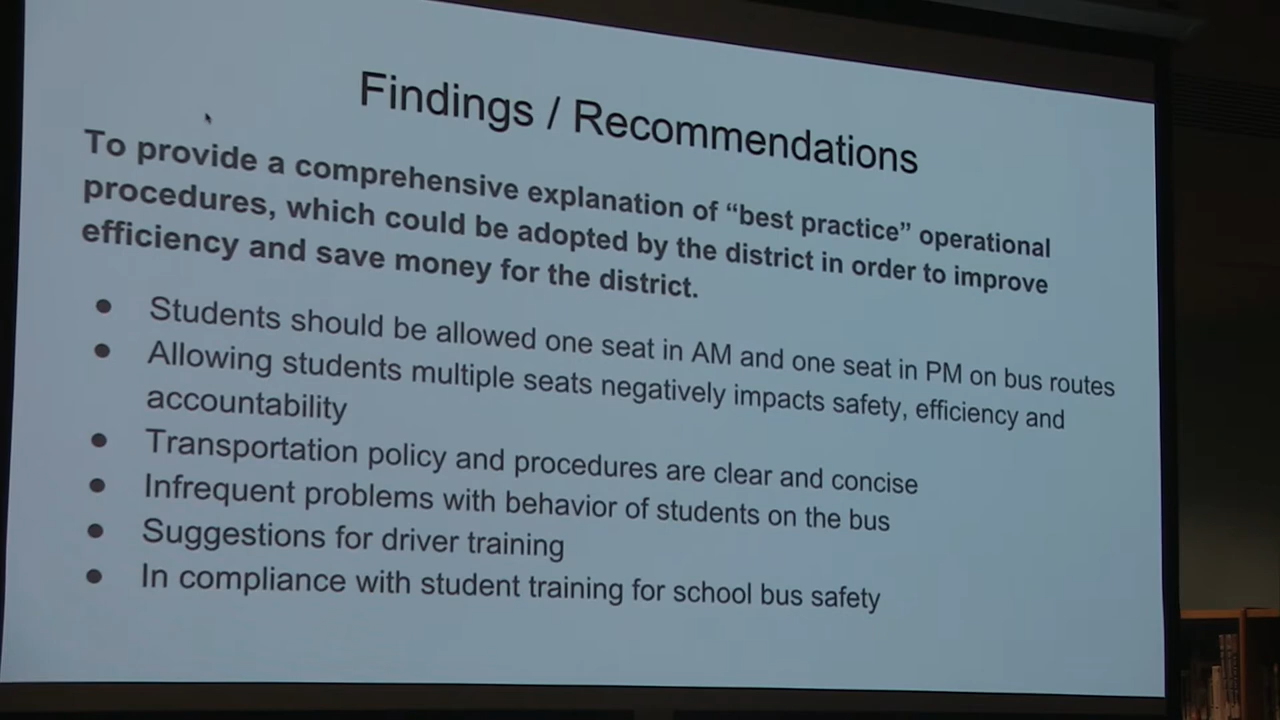 Findings / Recommendations
To provide a comprehensive explanation of “best practice” operational
procedures, which could be adopted by the district in order to improve
efficiency and save money for the district.
● Students should be allowed one seat in AM and one seat in PM on bus routes
● Allowing students multiple seats negatively impacts safety, efficiency and
accountability
● Transportation policy and procedures are clear and concise
● Infrequent problems with behavior of students on the bus
● Suggestions for driver training
● In compliance with student training for school bus safety